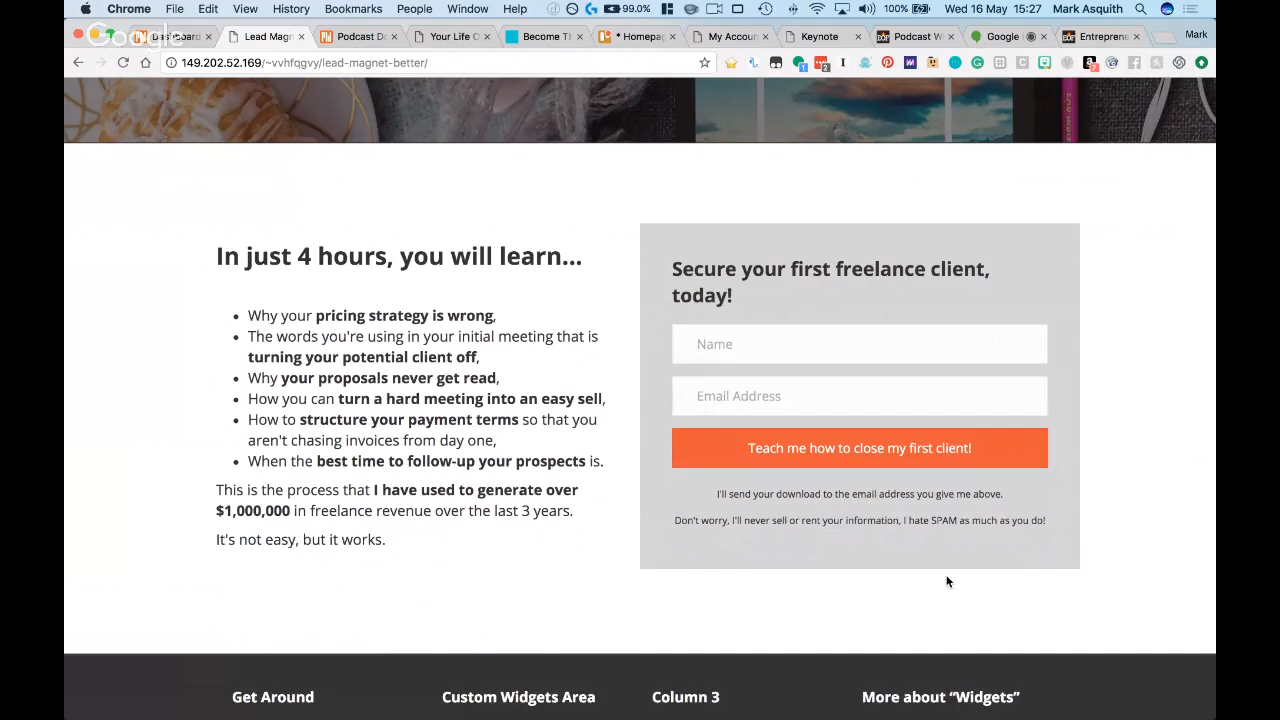 Chrome File Edit View History Bookmarks People Window Help 99.0% 100% Wed 16 May 15:27 Mark Asquith
Google
Dashboard Lead Magn Podcast Do Your Life C Become Th * Homepag My Accoun Keynote Podcast W Google Entreprene Mark
149.202.52.169/~vvhfqgvy/lead-magnet-better/
In just 4 hours, you will learn...
Why your pricing strategy is wrong,
The words you're using in your initial meeting that is
turning your potential client off,
Why your proposals never get read,
How you can turn a hard meeting into an easy sell,
How to structure your payment terms so that you
aren't chasing invoices from day one,
When the best time to follow-up your prospects is.
This is the process that I have used to generate over
$1,000,000 in freelance revenue over the last 3 years.
It's not easy, but it works.
Secure your first freelance client,
today!
Name
Email Address
Teach me how to close my first client!
I'll send your download to the email address you give me above.
Don't worry, I'll never sell or rent your information, I hate SPAM as much as you do!
Get Around Custom Widgets Area Column 3 More about “Widgets”